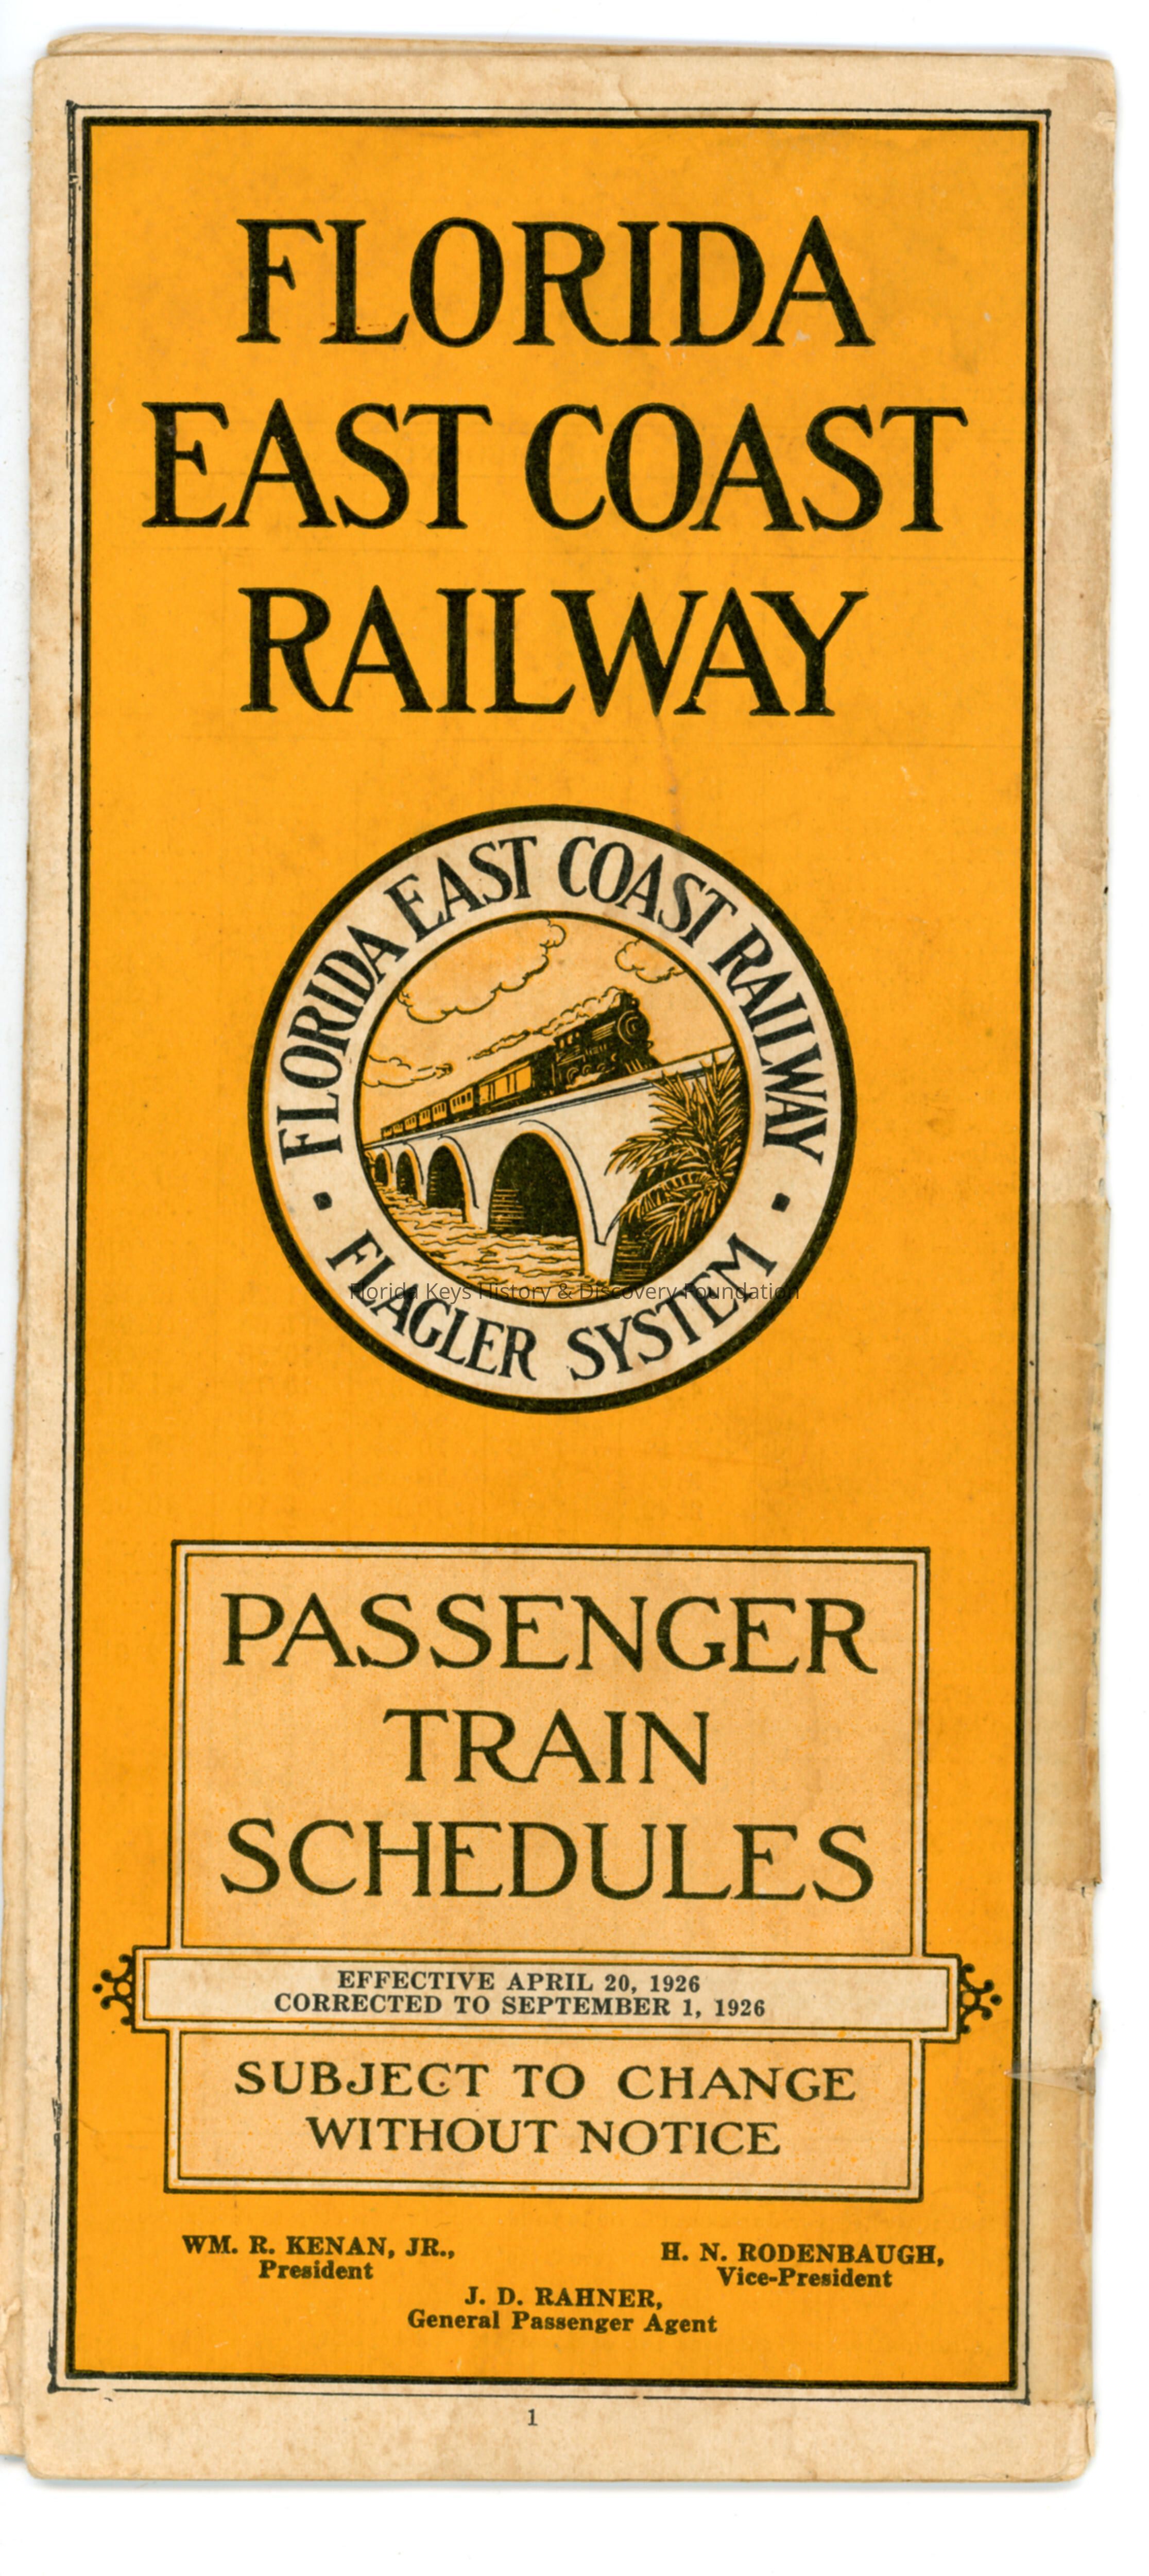 FLORIDA
EAST COAST
RAILWAY
FLORIDA EAST COAST RAILWAY
• FLAGLER SYSTEM •
Florida Keys History & Discovery Foundation
PASSENGER
TRAIN
SCHEDULES
EFFECTIVE APRIL 20, 1926
CORRECTED TO SEPTEMBER 1, 1926
SUBJECT TO CHANGE
WITHOUT NOTICE
WM. R. KENAN, JR.,
President
H. N. RODENBAUGH,
Vice-President
J. D. RAHNER,
General Passenger Agent
1